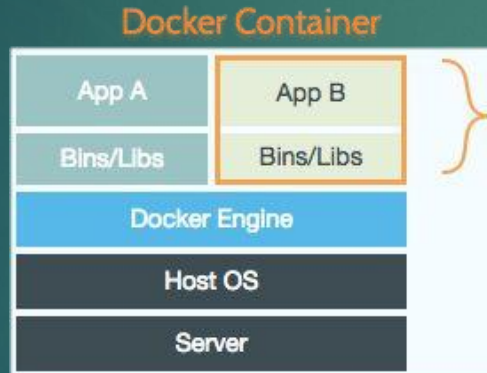 Docker Container
App A App B
Bins/Libs Bins/Libs
Docker Engine
Host OS
Server